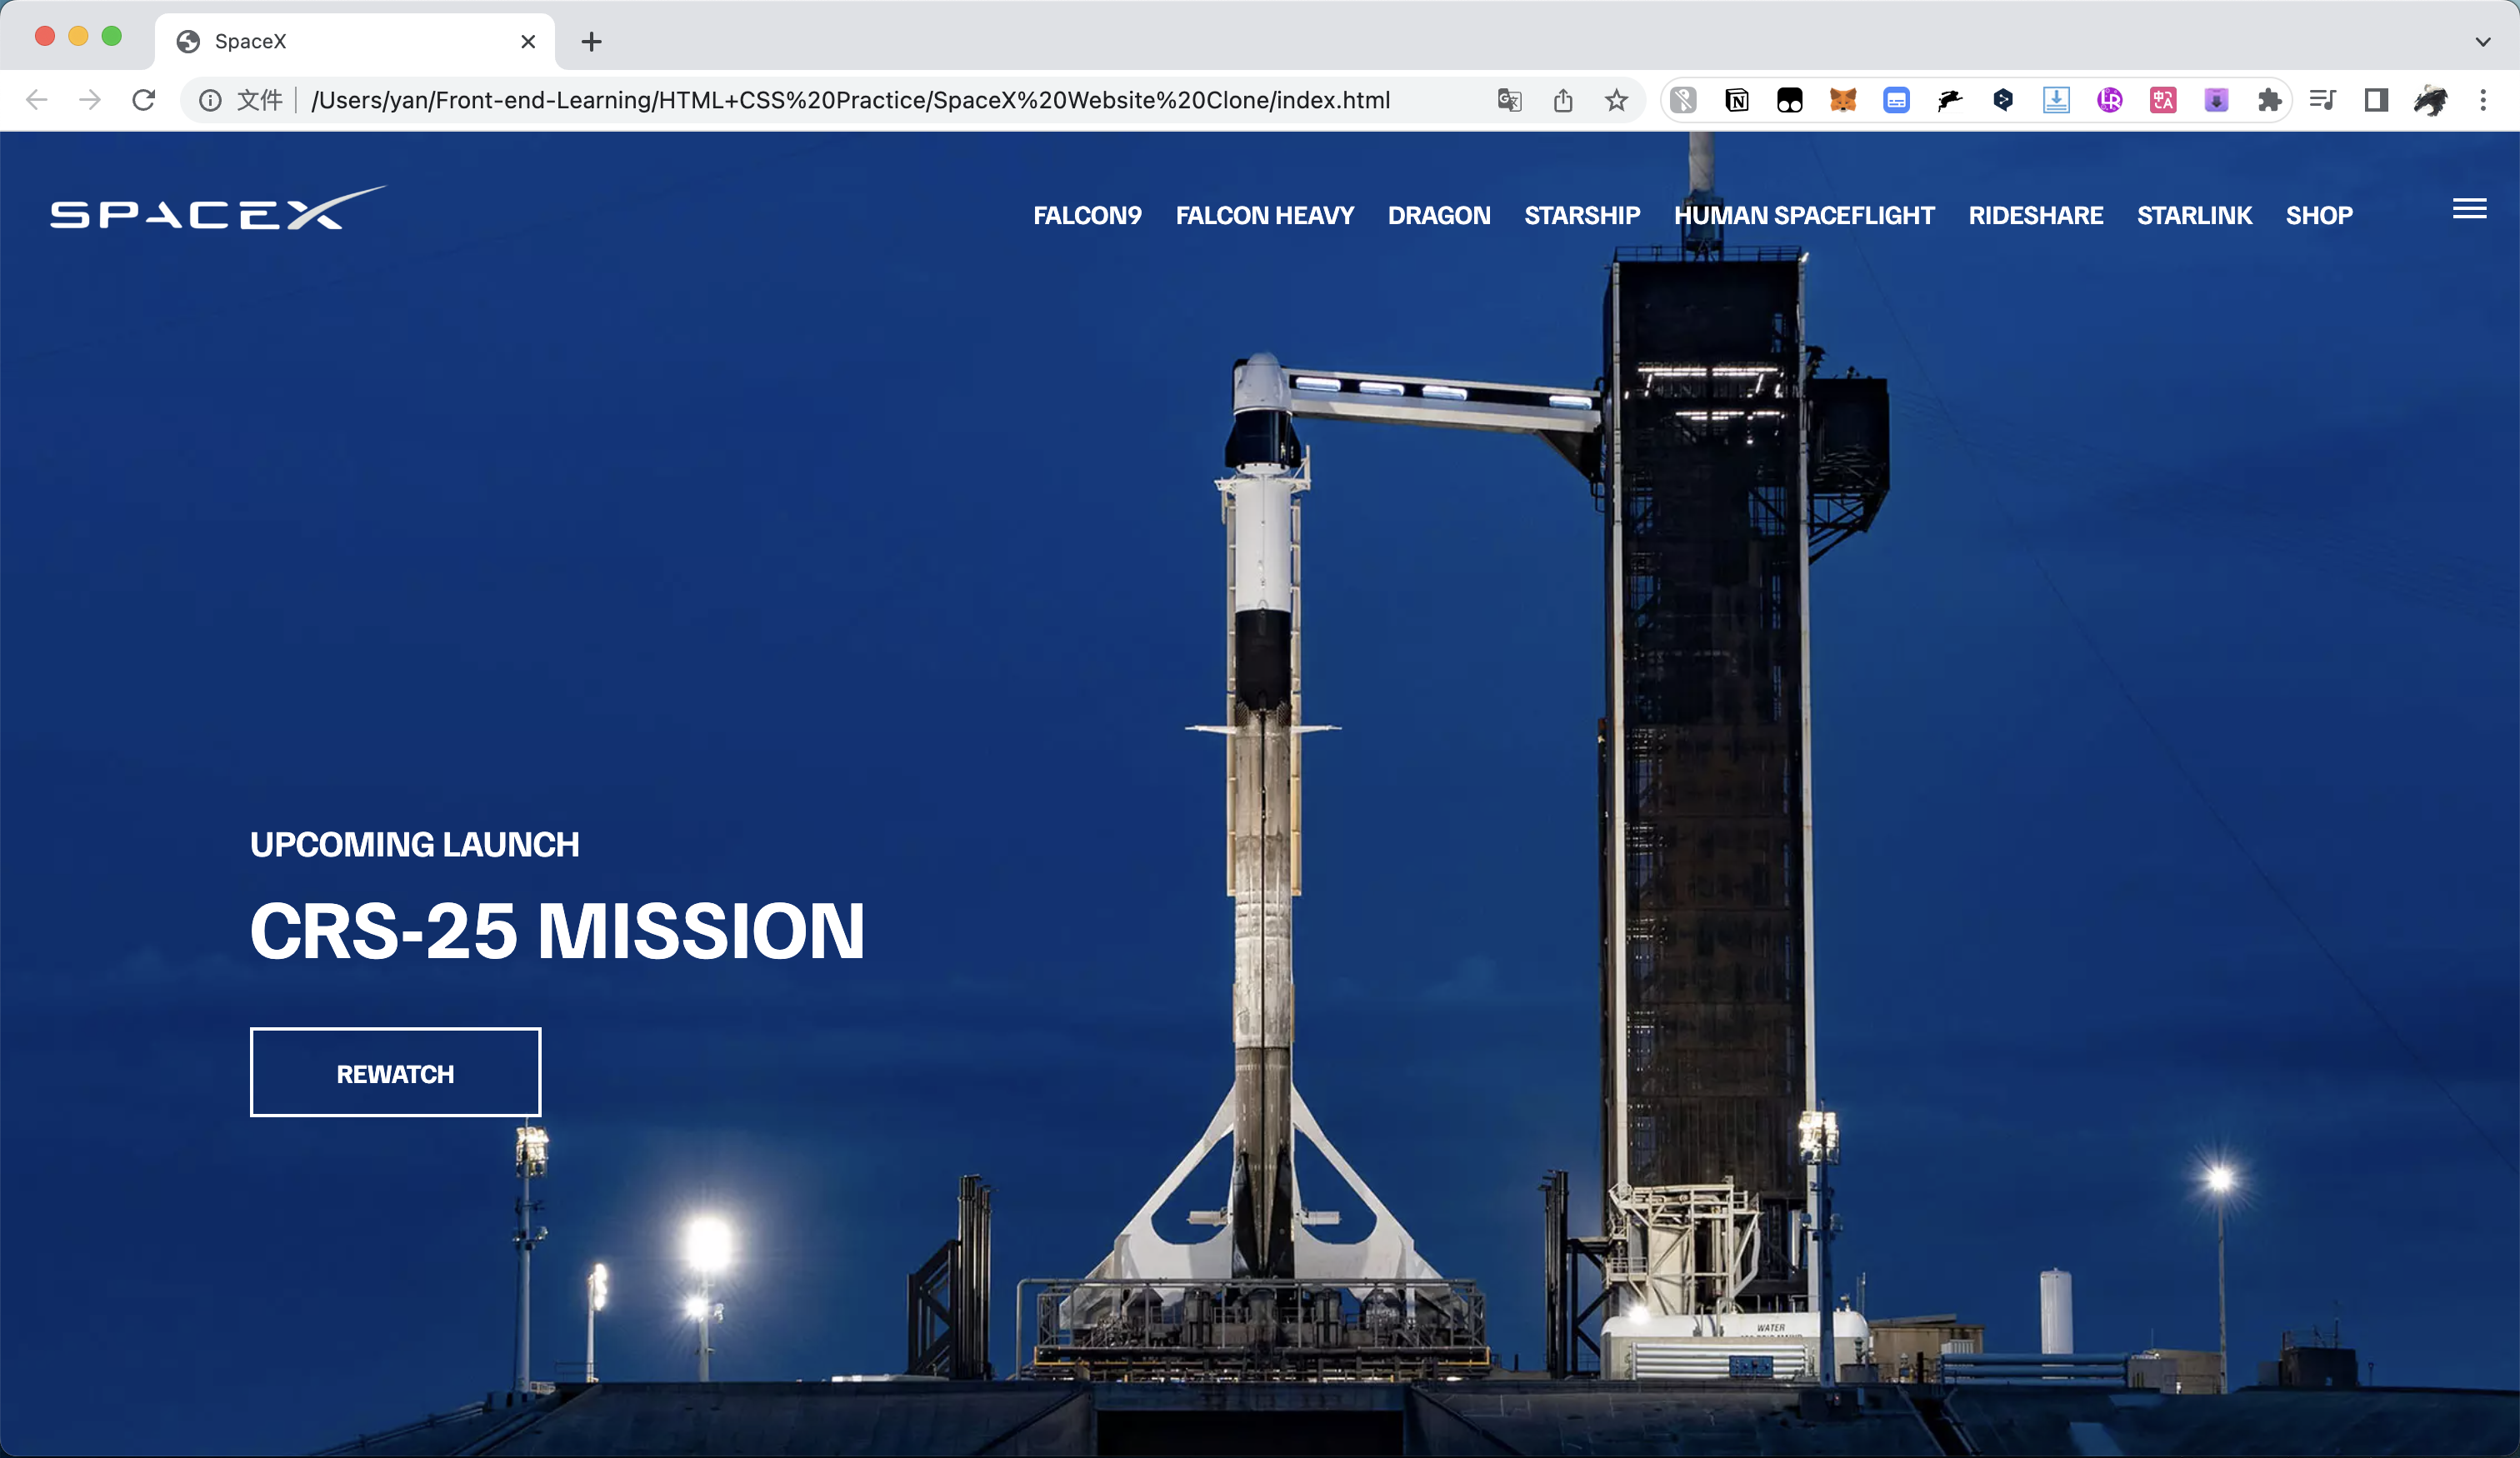 SpaceX
文件 /Users/yan/Front-end-Learning/HTML+CSS%20Practice/SpaceX%20Website%20Clone/index.html
SPACEX FALCON9 FALCON HEAVY DRAGON STARSHIP HUMAN SPACEFLIGHT RIDESHARE STARLINK SHOP
UPCOMING LAUNCH
CRS-25 MISSION
REWATCH
WATER